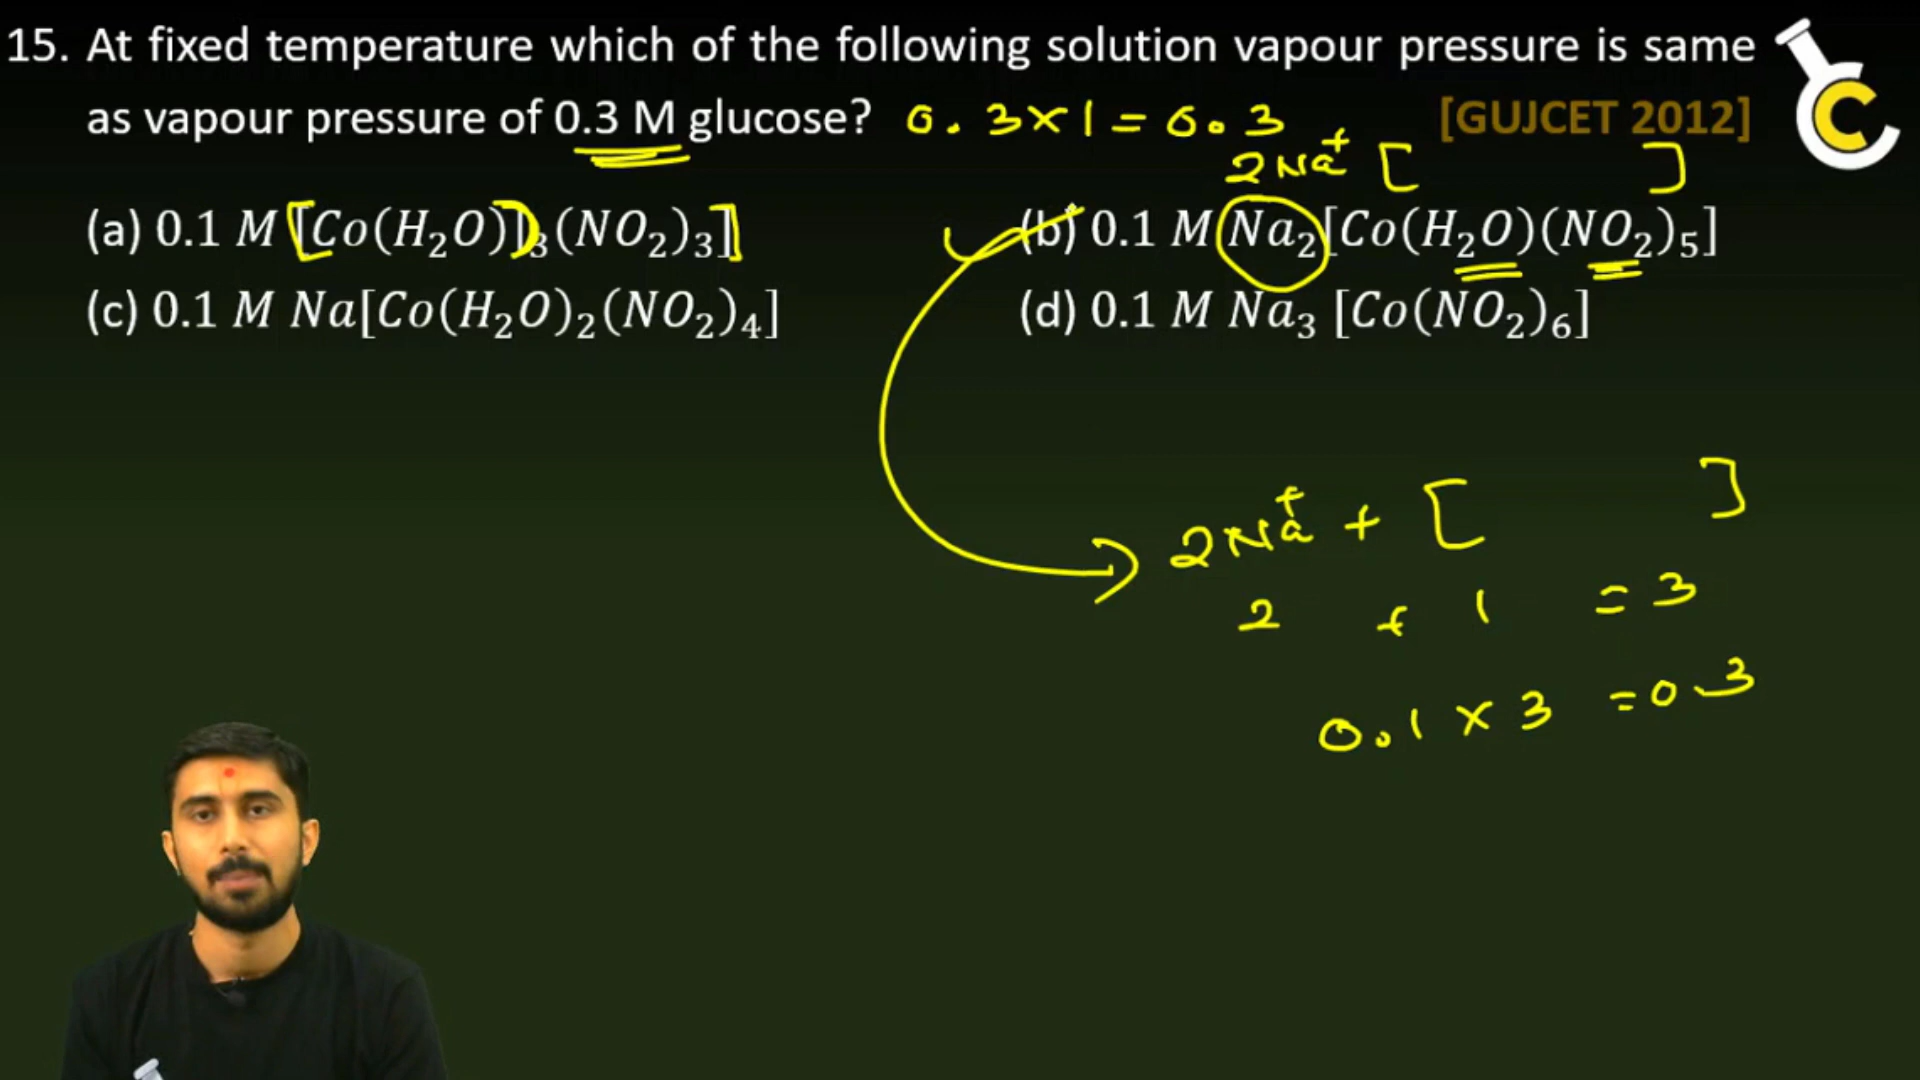 15. At fixed temperature which of the following solution vapour pressure is same
as vapour pressure of 0.3 M glucose? 0.3×1=0.3 [GUJCET 2012]
2Na⁺ [ ]
(a) 0.1 M [[Co(H₂O)]₃(NO₂)₃] (b) 0.1 M Na₂[Co(H₂O)(NO₂)₅]
(c) 0.1 M Na[Co(H₂O)₂(NO₂)₄] (d) 0.1 M Na₃ [Co(NO₂)₆]
2Na⁺ + [ ]
2 + 1 = 3
0.1 × 3 = 0.3
C